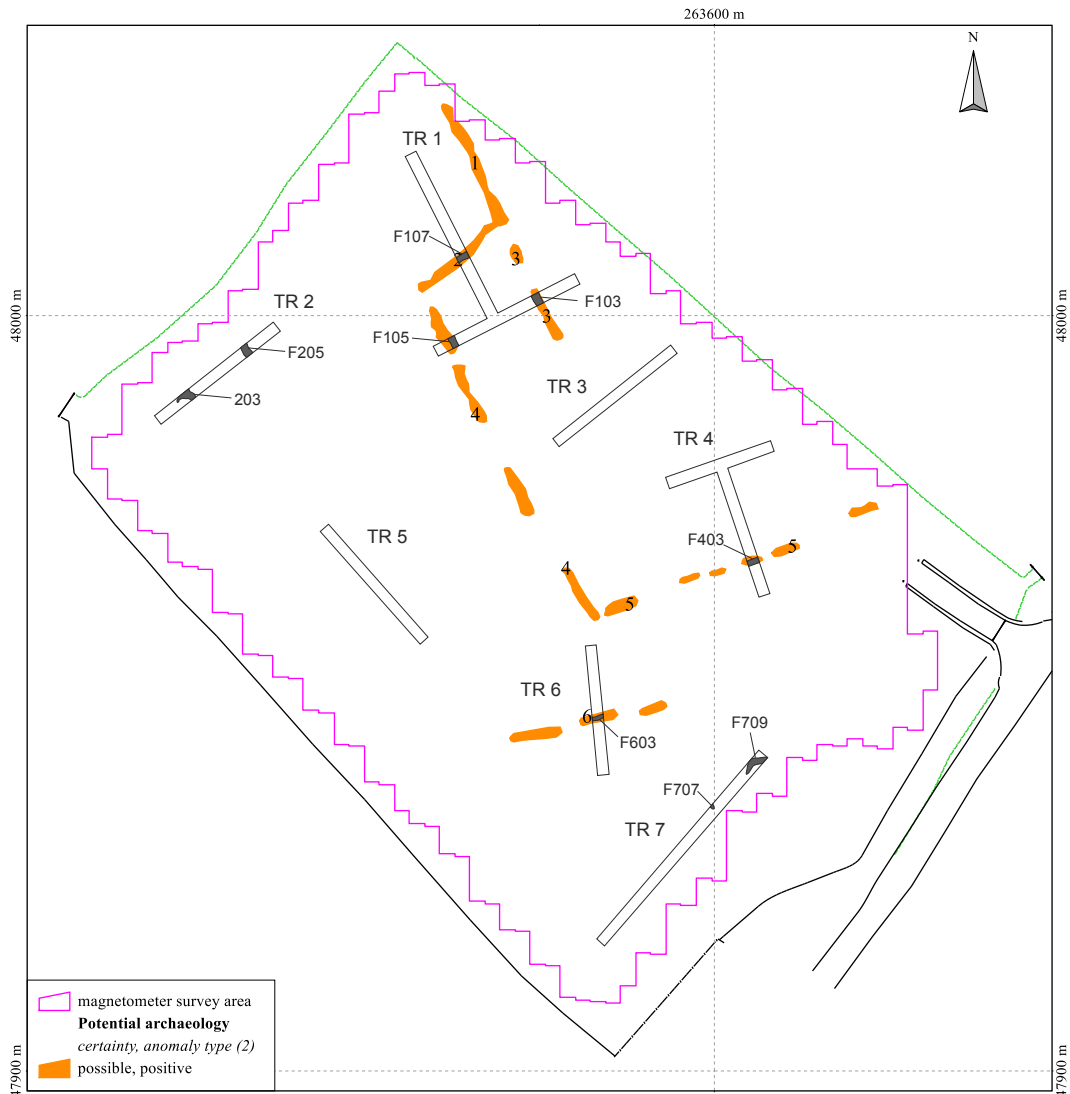 263600 m
N
TR 1
1
F107
2
3
TR 2
F103
3
48000 m
48000 m
F105
F205
203
TR 3
4
TR 4
TR 5
F403
5
4
5
TR 6
6
F603
F709
F707
TR 7
magnetometer survey area
Potential archaeology
certainty, anomaly type (2)
possible, positive
47900 m
47900 m